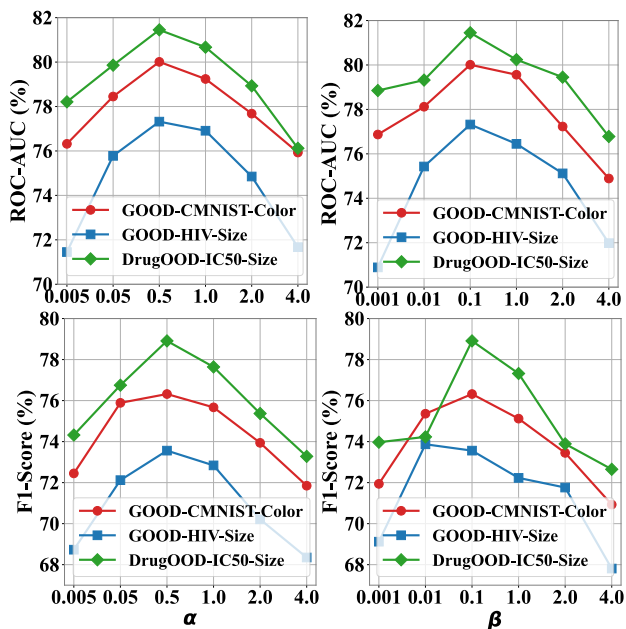 82
80
78
76
74
72
70
ROC-AUC (%)
GOOD-CMNIST-Color
GOOD-HIV-Size
DrugOOD-IC50-Size
0.005 0.05 0.5 1.0 2.0 4.0
82
80
78
76
74
72
70
ROC-AUC (%)
GOOD-CMNIST-Color
GOOD-HIV-Size
DrugOOD-IC50-Size
0.001 0.01 0.1 1.0 2.0 4.0
80
78
76
74
72
70
68
F1-Score (%)
GOOD-CMNIST-Color
GOOD-HIV-Size
DrugOOD-IC50-Size
0.005 0.05 0.5 1.0 2.0 4.0
α
80
78
76
74
72
70
68
F1-Score (%)
GOOD-CMNIST-Color
GOOD-HIV-Size
DrugOOD-IC50-Size
0.001 0.01 0.1 1.0 2.0 4.0
β